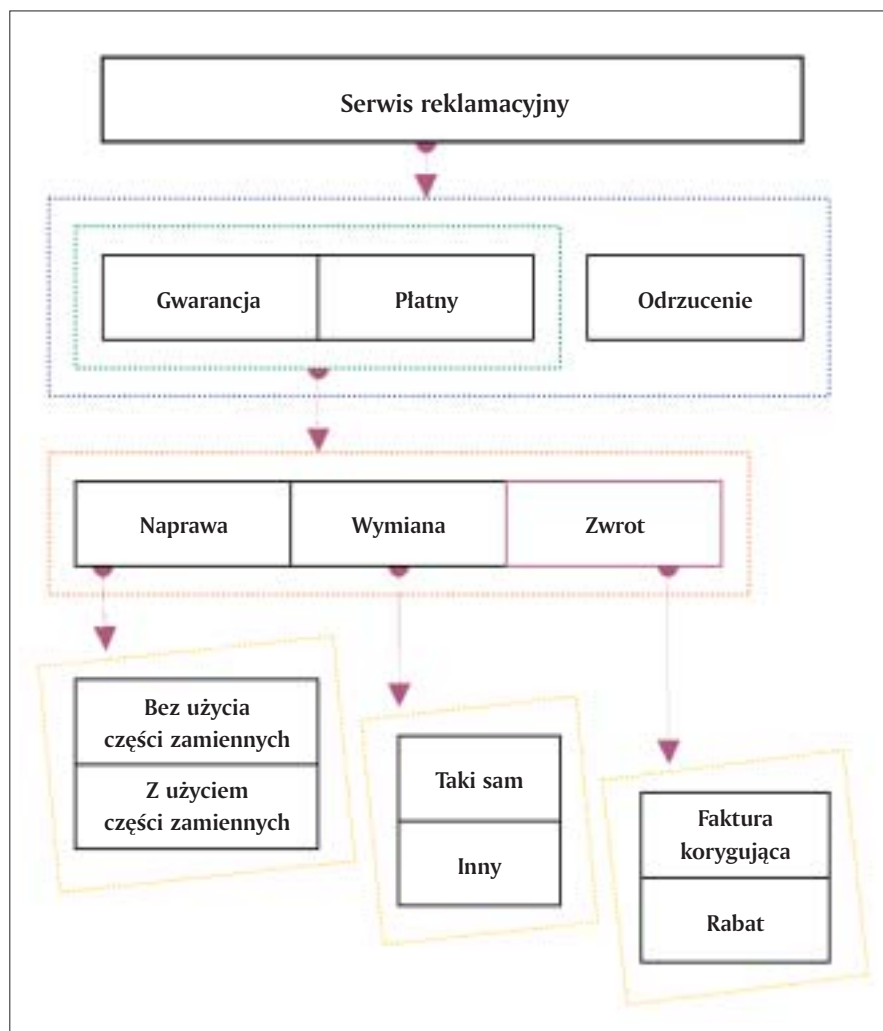 Serwis reklamacyjny
Gwarancja
Płatny
Odrzucenie
Naprawa
Wymiana
Zwrot
Bez użycia
części zamiennych
Z użyciem
części zamiennych
Taki sam
Inny
Faktura
korygująca
Rabat